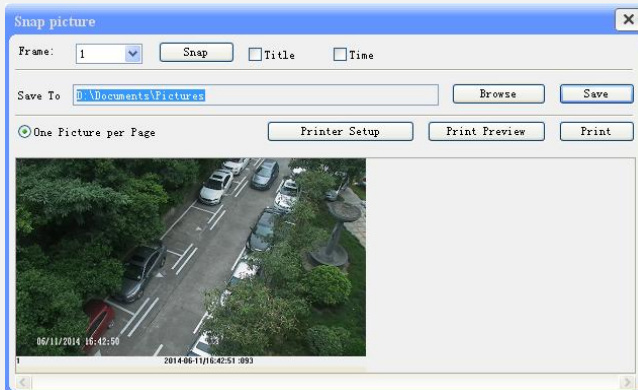 Snap picture
Frame: 1 Snap Title Time
Save To D:\Documents\Pictures Browse Save
One Picture per Page Printer Setup Print Preview Print
06/11/2014 16:42:50
1 2014-06-11/16:42:51 :093